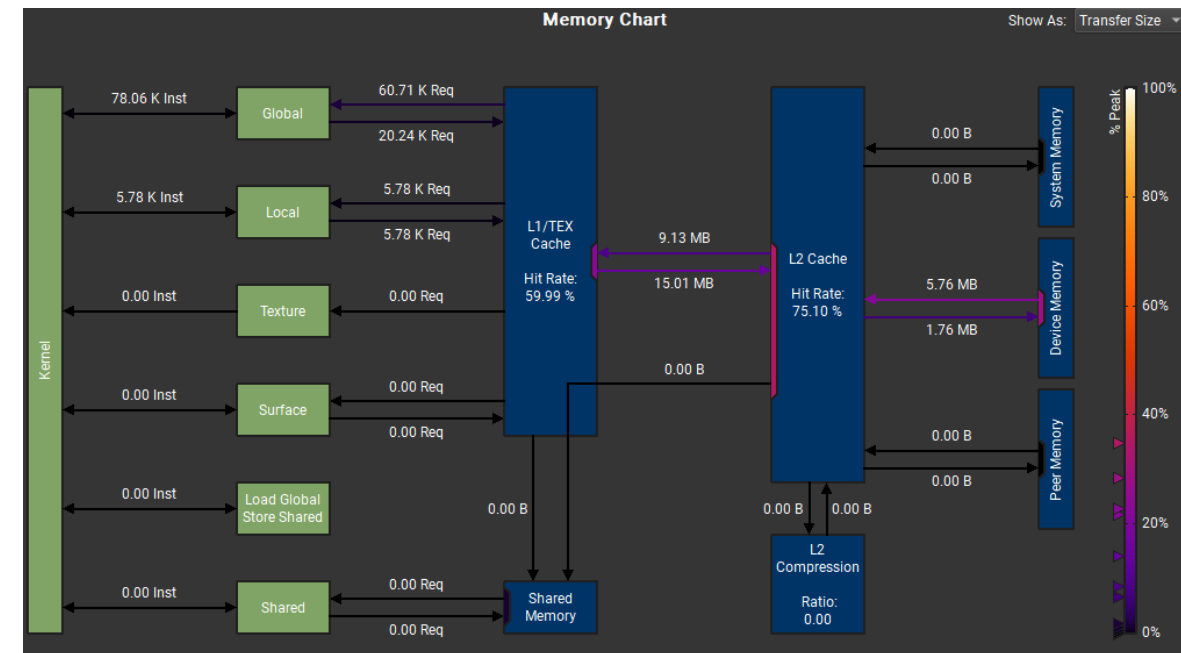 Memory Chart
Show As: Transfer Size
78.06 K Inst
Global
60.71 K Req
20.24 K Req
5.78 K Inst
Local
5.78 K Req
5.78 K Req
0.00 Inst
Texture
0.00 Req
0.00 Inst
Surface
0.00 Req
0.00 Req
0.00 Inst
Load Global
Store Shared
0.00 Inst
Shared
0.00 Req
0.00 Req
Kernel
L1/TEX
Cache
Hit Rate:
59.99 %
0.00 B
Shared
Memory
9.13 MB
15.01 MB
0.00 B
L2 Cache
Hit Rate:
75.10 %
0.00 B
0.00 B
L2
Compression
Ratio:
0.00
0.00 B
0.00 B
System Memory
5.76 MB
1.76 MB
Device Memory
0.00 B
0.00 B
Peer Memory
% Peak
100%
80%
60%
40%
20%
0%